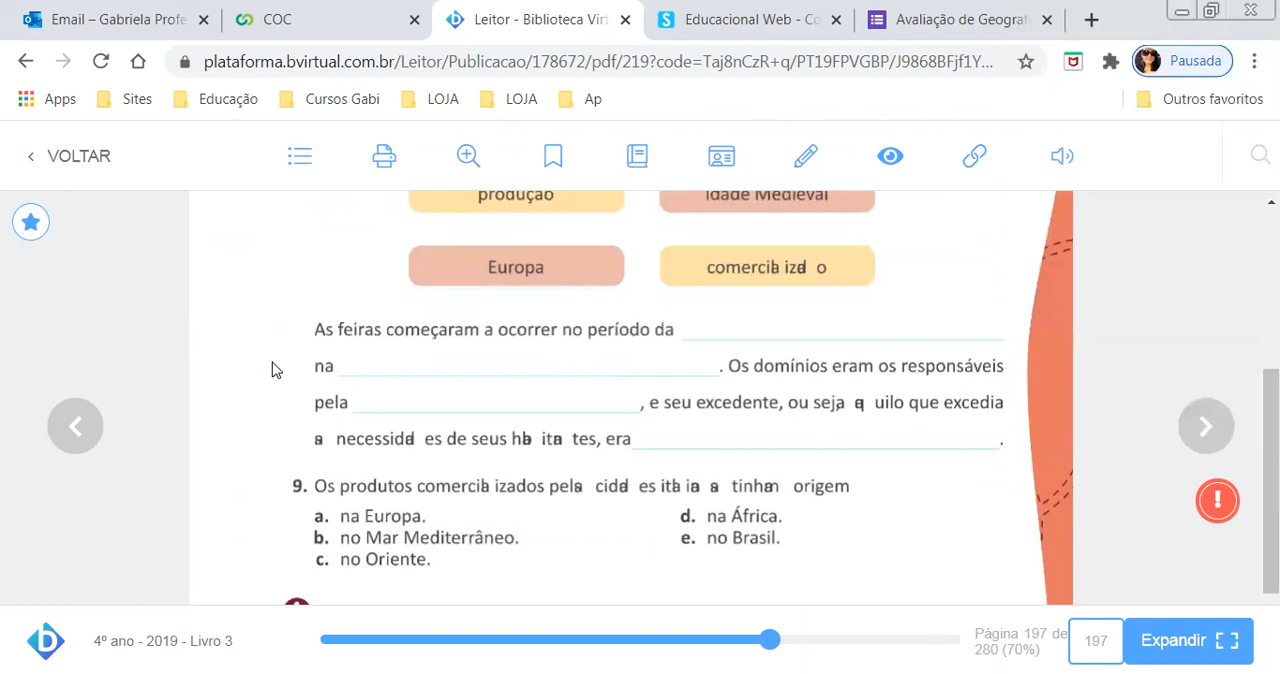 Email – Gabriela Profe
COC
Leitor - Biblioteca Virt
Educacional Web - Co
Avaliação de Geograf
plataforma.bvirtual.com.br/Leitor/Publicacao/178672/pdf/219?code=Taj8nCzR+q/PT19FPVGBP/J9868BFjf1Y...
Pausada
Apps
Sites
Educação
Cursos Gabi
LOJA
LOJA
Ap
Outros favoritos
VOLTAR
produção
Idade Medieval
Europa
comercializado
As feiras começaram a ocorrer no período da
na . Os domínios eram os responsáveis
pela , e seu excedente, ou seja, aquilo que excedia
as necessidades de seus habitantes, era .
9. Os produtos comercializados pelas cidades italianas tinham origem
a. na Europa.
b. no Mar Mediterrâneo.
c. no Oriente.
d. na África.
e. no Brasil.
4º ano - 2019 - Livro 3
Página 197 de
280 (70%)
197
Expandir